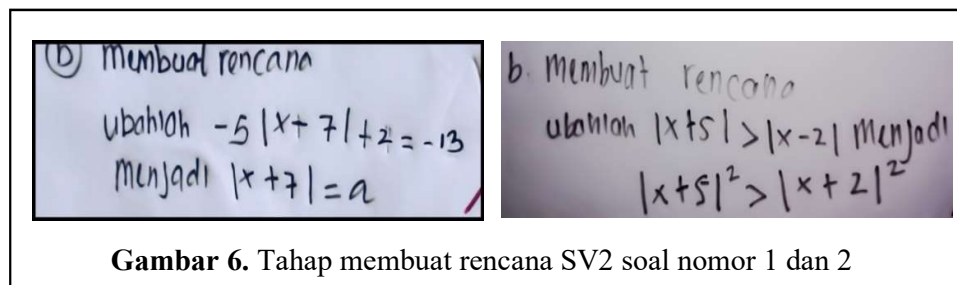 b membuat rencana
ubahlah -5 |x + 7| + 2 = -13
menjadi |x + 7| = a
b. membuat rencana
ubahlah |x+5| > |x-2| menjadi
|x+5|² > |x+2|²
Gambar 6. Tahap membuat rencana SV2 soal nomor 1 dan 2